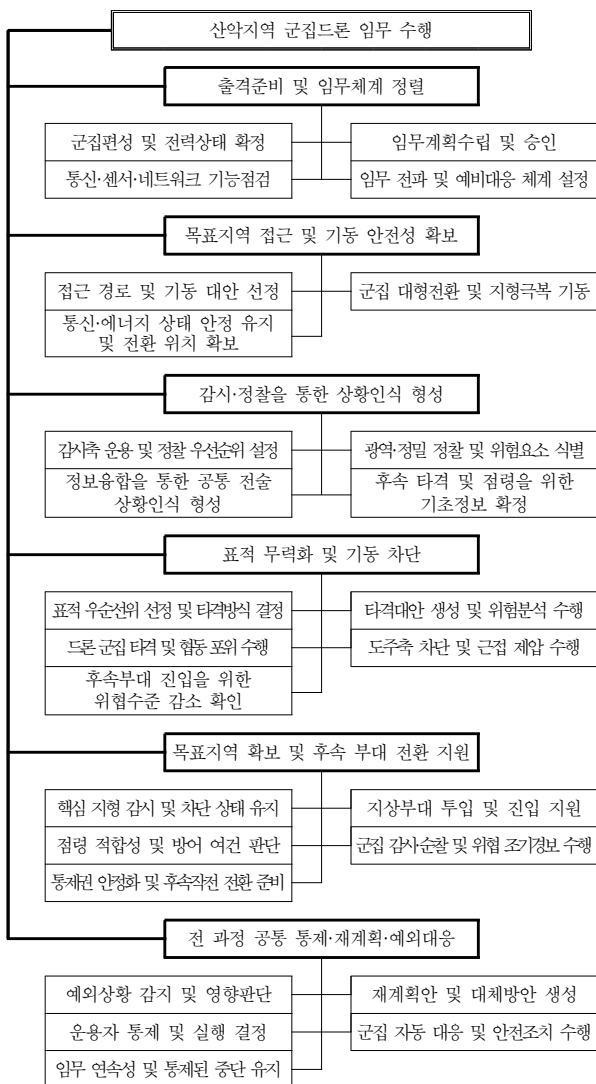 산악지역 군집드론 임무 수행
출격준비 및 임무체계 정렬
군집편성 및 전력상태 확정
임무계획수립 및 승인
통신·센서·네트워크 기능점검
임무 전파 및 예비대응 체계 설정
목표지역 접근 및 기동 안전성 확보
접근 경로 및 기동 대안 선정
군집 대형전환 및 지형극복 기동
통신·에너지 상태 안정 유지
및 전환 위치 확보
감시·정찰을 통한 상황인식 형성
감시축 운용 및 정찰 우선순위 설정
광역·정밀 정찰 및 위험요소 식별
정보융합을 통한 공통 전술
상황인식 형성
후속 타격 및 점령을 위한
기초정보 확정
표적 무력화 및 기동 차단
표적 우순선위 선정 및 타격방식 결정
타격대안 생성 및 위험분석 수행
드론 군집 타격 및 협동 포위 수행
도주축 차단 및 근접 제압 수행
후속부대 진입을 위한
위협수준 감소 확인
목표지역 확보 및 후속 부대 전환 지원
핵심 지형 감시 및 차단 상태 유지
지상부대 투입 및 진입 지원
점령 적합성 및 방어 여건 판단
군집 감시·순찰 및 위협 조기경보 수행
통제권 안정화 및 후속작전 전환 준비
전 과정 공통 통제·재계획·예외대응
예외상황 감지 및 영향판단
재계획안 및 대체방안 생성
운용자 통제 및 실행 결정
군집 자동 대응 및 안전조치 수행
임무 연속성 및 통제된 중단 유지